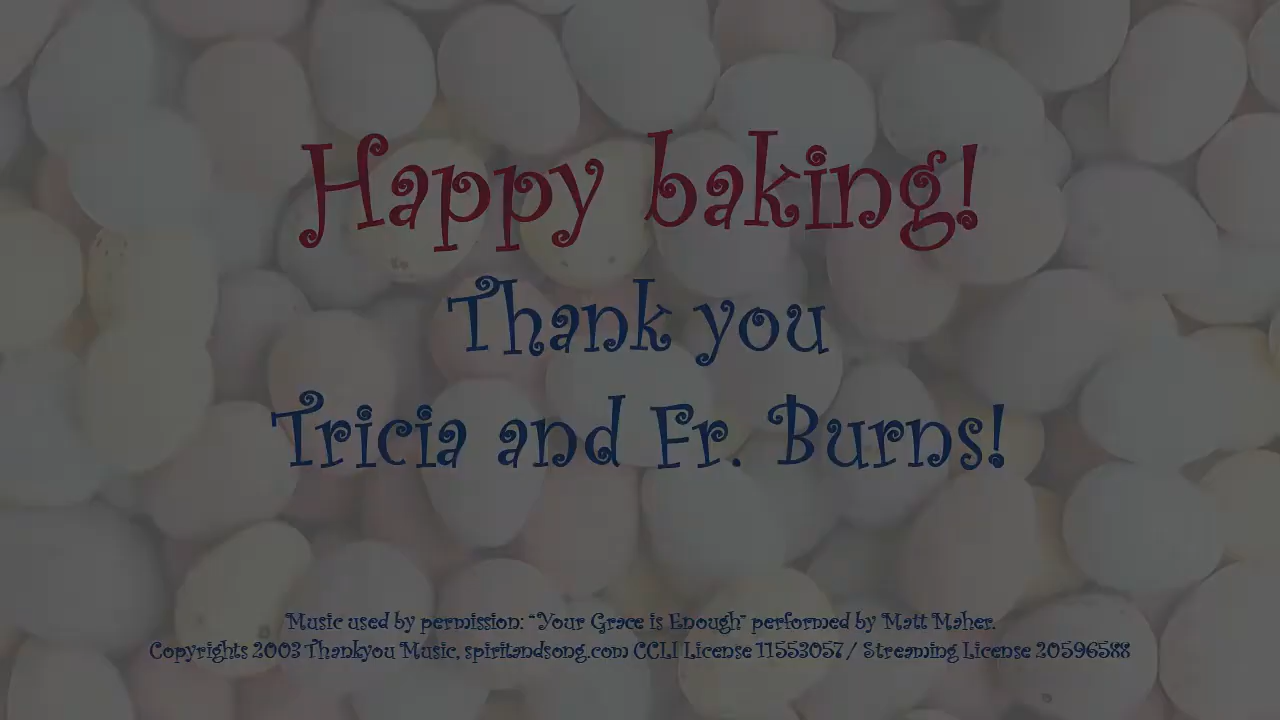 Happy baking!
Thank you
Tricia and Fr. Burns!
Music used by permission: "Your Grace is Enough" performed by Matt Maher.
Copyrights 2003 Thankyou Music, spiritandsong.com CCLI License 11553057 / Streaming License 20596588